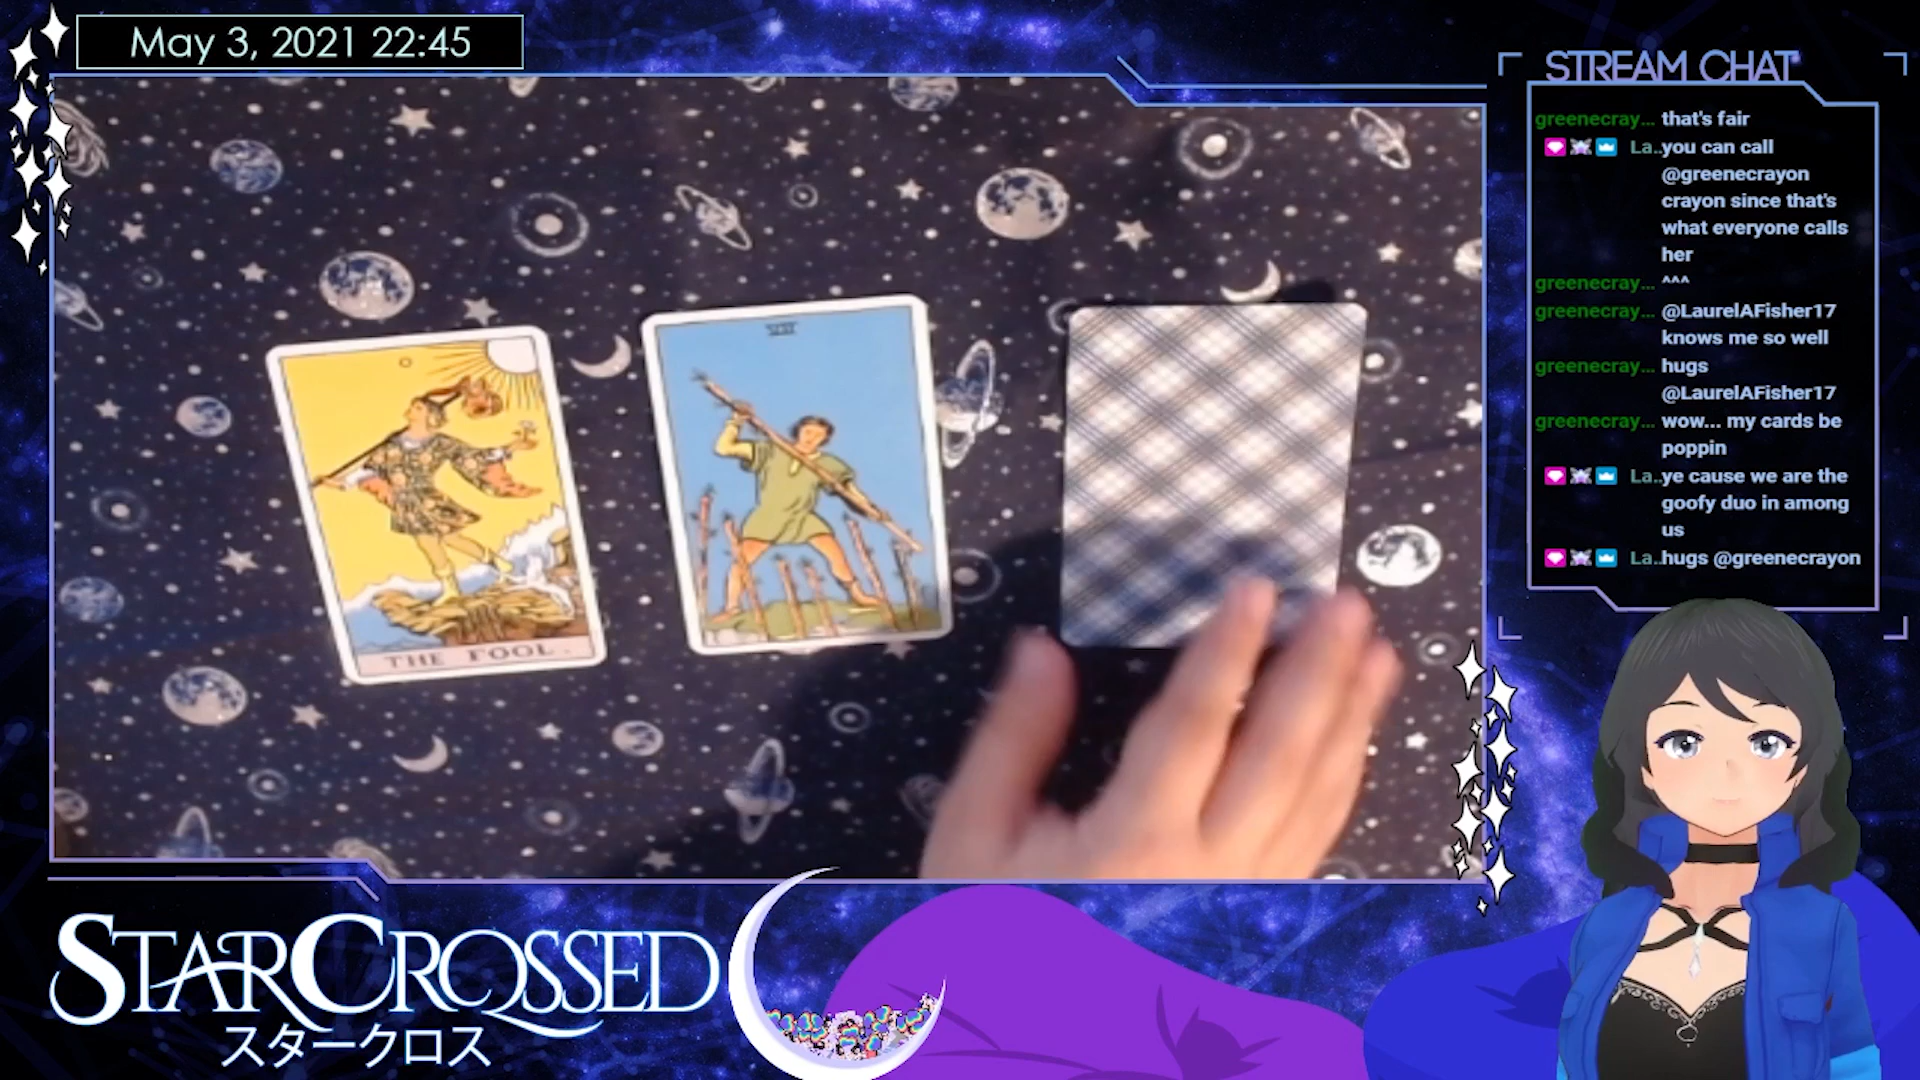 May 3, 2021 22:45
STREAM CHAT
greenecray... that's fair
La..you can call
@greenecrayon
crayon since that's
what everyone calls
her
greenecray... ^^^
greenecray... @LaurelAFisher17
knows me so well
greenecray... hugs
@LaurelAFisher17
greenecray... wow... my cards be
poppin
La..ye cause we are the
goofy duo in among
us
La..hugs @greenecrayon
VII
THE FOOL.
STARCROSSED
スタークロス